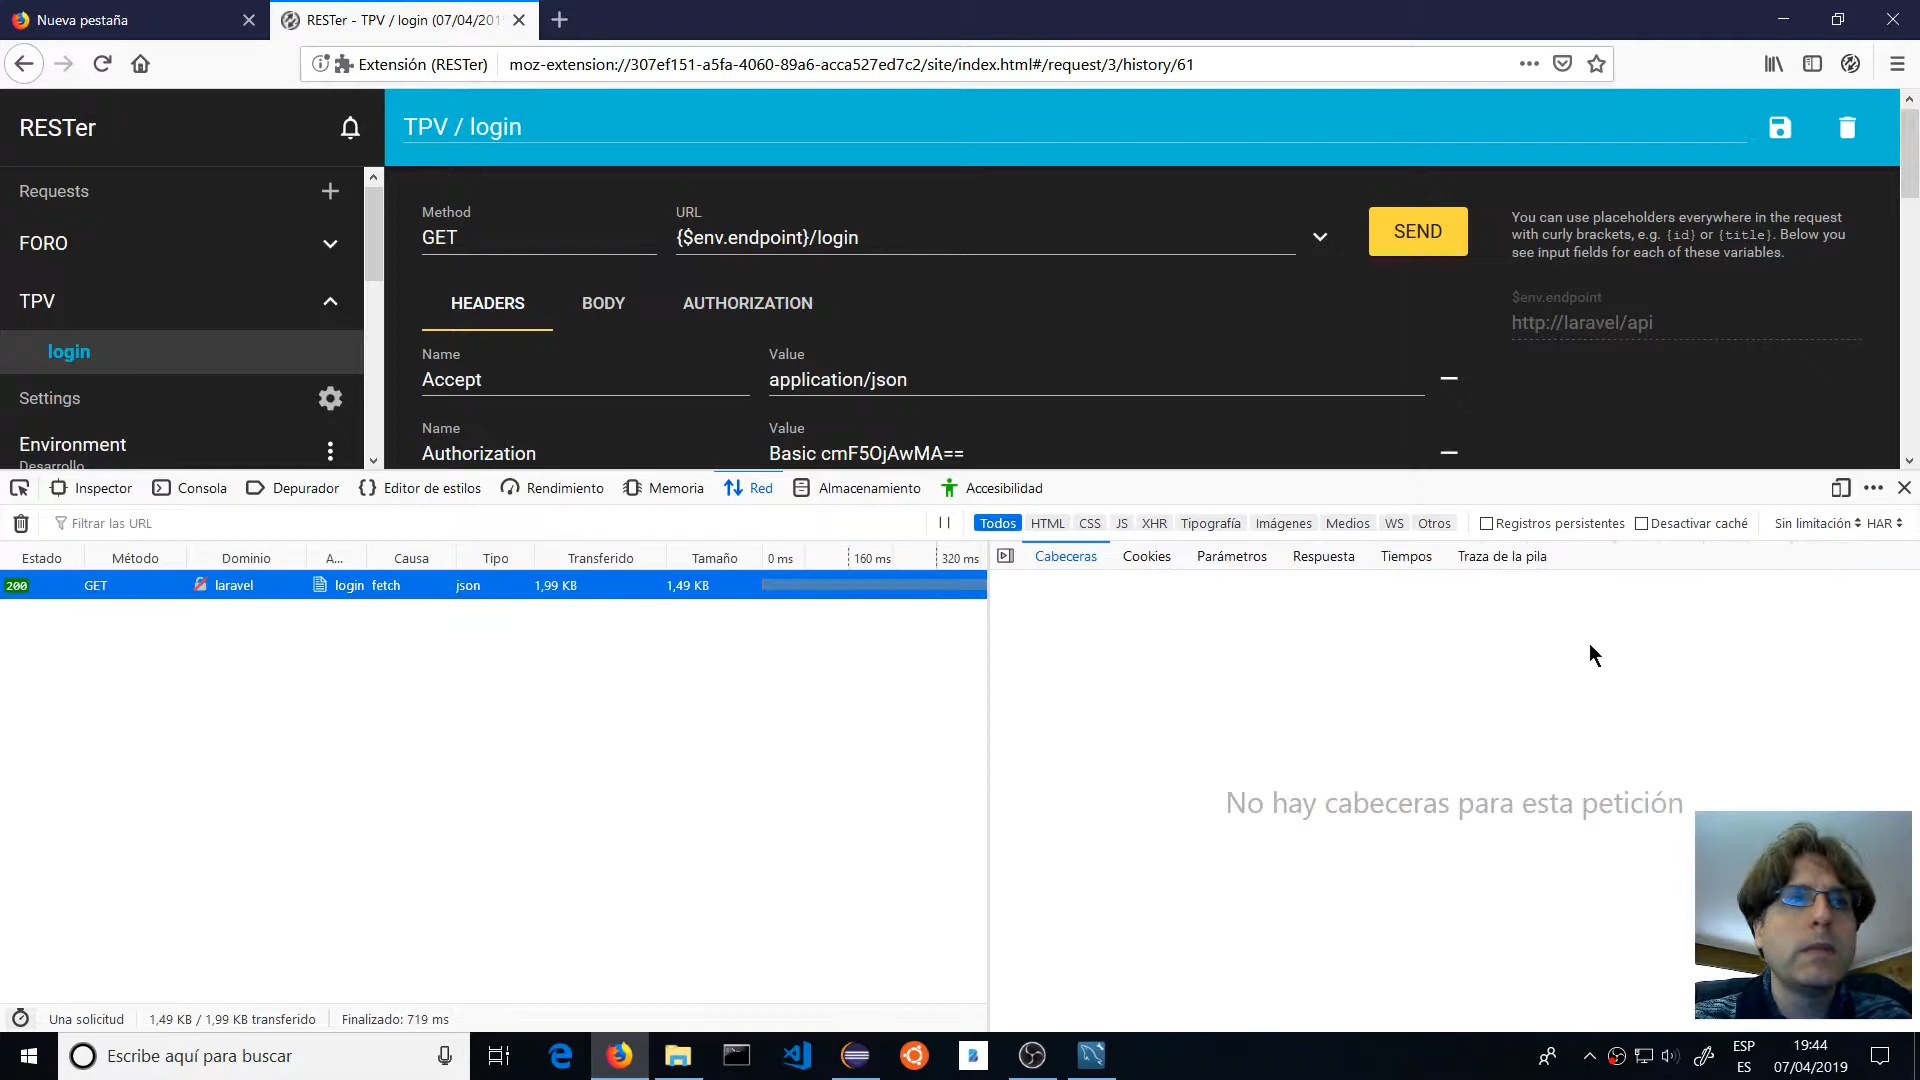 Nueva pestaña
RESTer - TPV / login (07/04/201
Extensión (RESTer)
moz-extension://307ef151-a5fa-4060-89a6-acca527ed7c2/site/index.html#/request/3/history/61
RESTer
TPV / login
Requests
FORO
TPV
login
Settings
Environment
Desarrollo
Method
GET
URL
{$env.endpoint}/login
SEND
You can use placeholders everywhere in the request
with curly brackets, e.g. {id} or {title}. Below you
see input fields for each of these variables.
$env.endpoint
http://laravel/api
HEADERS
BODY
AUTHORIZATION
Name
Value
Accept
application/json
Name
Value
Authorization
Basic cmF5OjAwMA==
Inspector
Consola
Depurador
Editor de estilos
Rendimiento
Memoria
Red
Almacenamiento
Accesibilidad
Filtrar las URL
Todos
HTML
CSS
JS
XHR
Tipografía
Imágenes
Medios
WS
Otros
Registros persistentes
Desactivar caché
Sin limitación
HAR
Estado
Método
Dominio
A...
Causa
Tipo
Transferido
Tamaño
0 ms
160 ms
320 ms
200
GET
laravel
login
fetch
json
1,99 KB
1,49 KB
Cabeceras
Cookies
Parámetros
Respuesta
Tiempos
Traza de la pila
No hay cabeceras para esta petición
Una solicitud
1,49 KB / 1,99 KB transferido
Finalizado: 719 ms
Escribe aquí para buscar
ESP
ES
19:44
07/04/2019